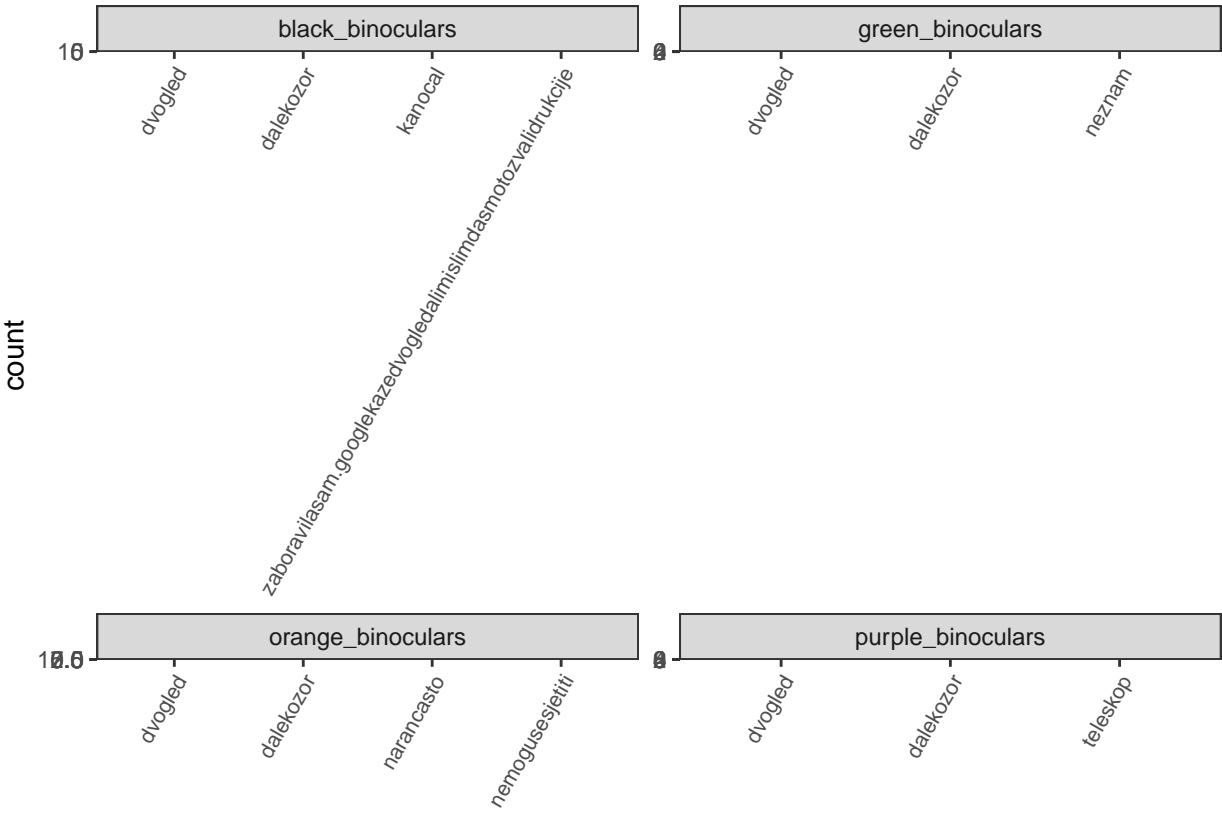 black_binoculars
green_binoculars
dvogled
dalekozor
kanocal
zaboravilasam.googlekazedvogledalimislimdasmotozvalidrukcije
dvogled
dalekozor
neznam
count
orange_binoculars
purple_binoculars
dvogled
dalekozor
narancasto
nemogusesjetiti
dvogled
dalekozor
teleskop